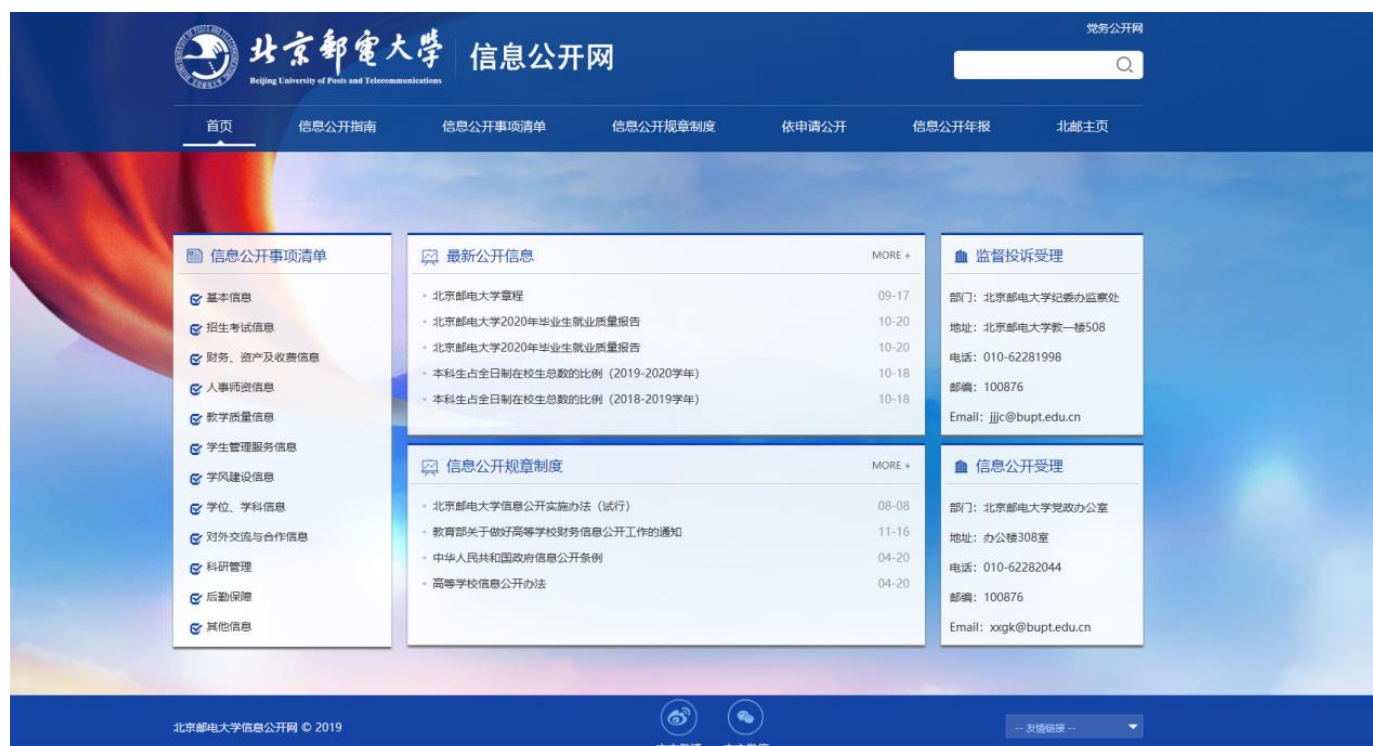 党务公开网
北京郵電大學
Beijing University of Posts and Telecommunications
信息公开网
首页 信息公开指南 信息公开事项清单 信息公开规章制度 依申请公开 信息公开年报 北邮主页
信息公开事项清单
基本信息
招生考试信息
财务、资产及收费信息
人事师资信息
教学质量信息
学生管理服务信息
学风建设信息
学位、学科信息
对外交流与合作信息
科研管理
后勤保障
其他信息
最新公开信息 MORE +
北京邮电大学章程 09-17
北京邮电大学2020年毕业生就业质量报告 10-20
北京邮电大学2020年毕业生就业质量报告 10-20
本科生占全日制在校生总数的比例（2019-2020学年） 10-18
本科生占全日制在校生总数的比例（2018-2019学年） 10-18
信息公开规章制度 MORE +
北京邮电大学信息公开实施办法（试行） 08-08
教育部关于做好高等学校财务信息公开工作的通知 11-16
中华人民共和国政府信息公开条例 04-20
高等学校信息公开办法 04-20
监督投诉受理
部门：北京邮电大学纪委办监察处
地址：北京邮电大学教一楼508
电话：010-62281998
邮编：100876
Email：jjjc@bupt.edu.cn
信息公开受理
部门：北京邮电大学党政办公室
地址：办公楼308室
电话：010-62282044
邮编：100876
Email：xxgk@bupt.edu.cn
北京邮电大学信息公开网 © 2019
-- 友情链接 --